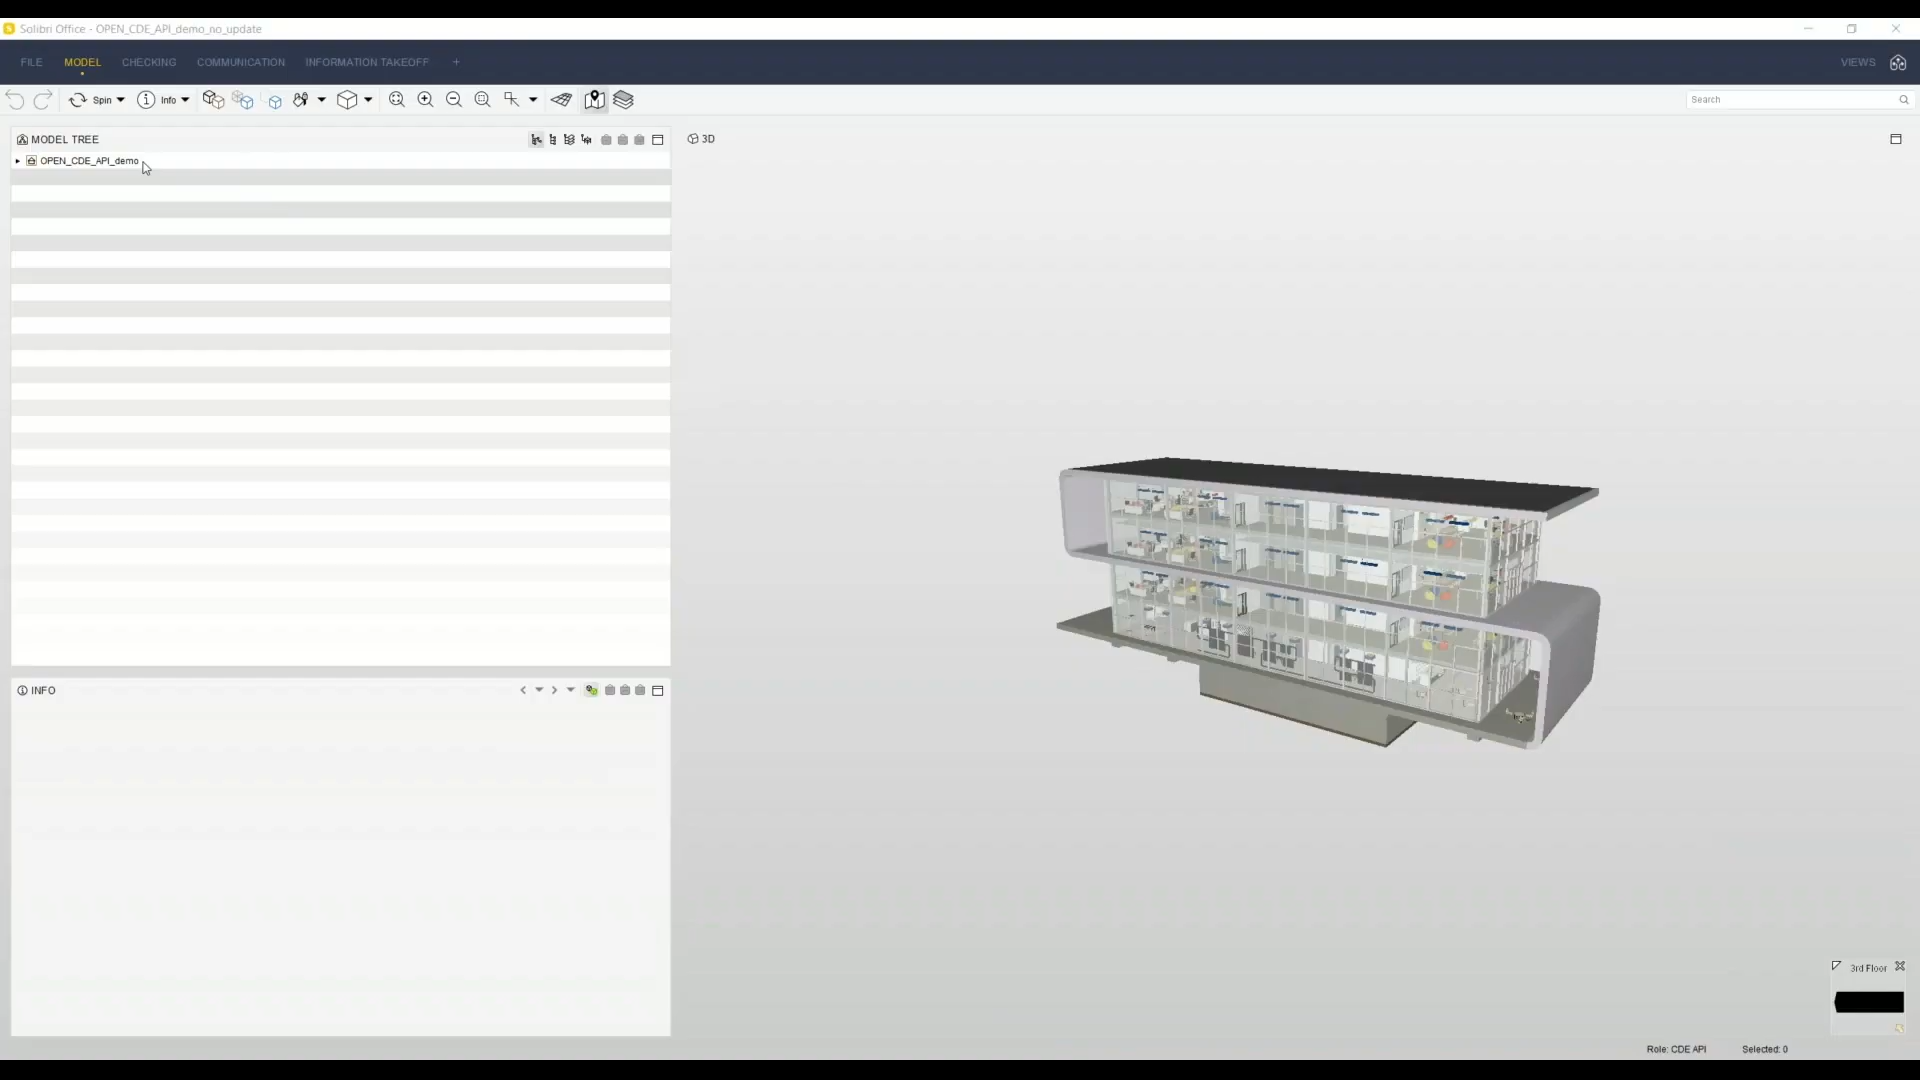 Solibri Office - OPEN_CDE_API_demo_no_update
FILE MODEL CHECKING COMMUNICATION INFORMATION TAKEOFF + VIEWS
Spin Info Search
MODEL TREE
OPEN_CDE_API_demo
3D
INFO
3rd Floor
Role: CDE API Selected: 0